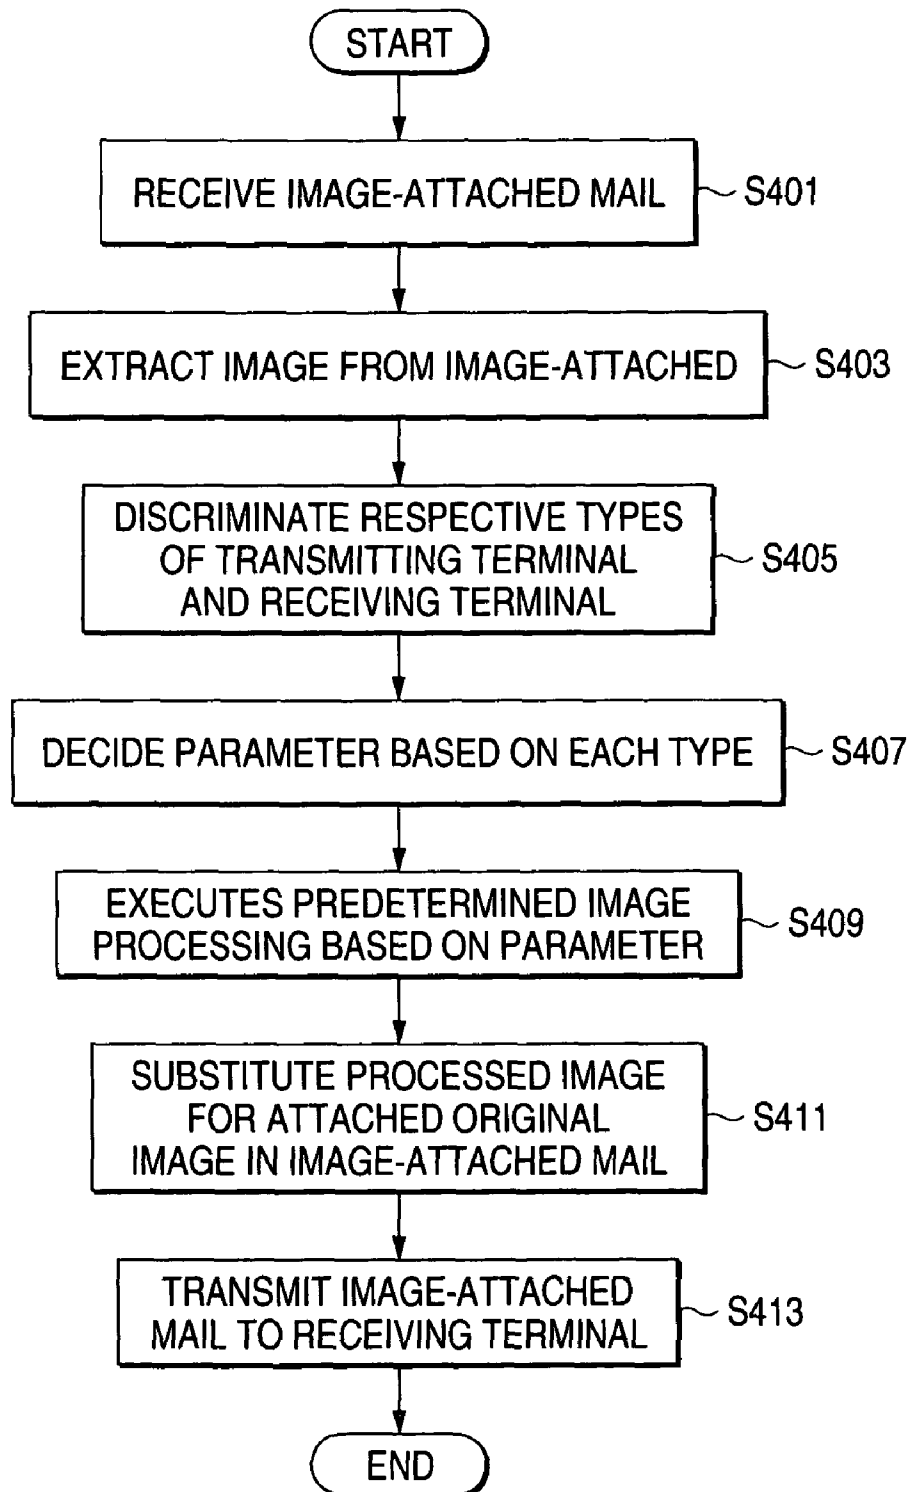 START
RECEIVE IMAGE-ATTACHED MAIL
S401
EXTRACT IMAGE FROM IMAGE-ATTACHED
S403
DISCRIMINATE RESPECTIVE TYPES
OF TRANSMITTING TERMINAL
AND RECEIVING TERMINAL
S405
DECIDE PARAMETER BASED ON EACH TYPE
S407
EXECUTES PREDETERMINED IMAGE
PROCESSING BASED ON PARAMETER
S409
SUBSTITUTE PROCESSED IMAGE
FOR ATTACHED ORIGINAL
IMAGE IN IMAGE-ATTACHED MAIL
S411
TRANSMIT IMAGE-ATTACHED
MAIL TO RECEIVING TERMINAL
S413
END